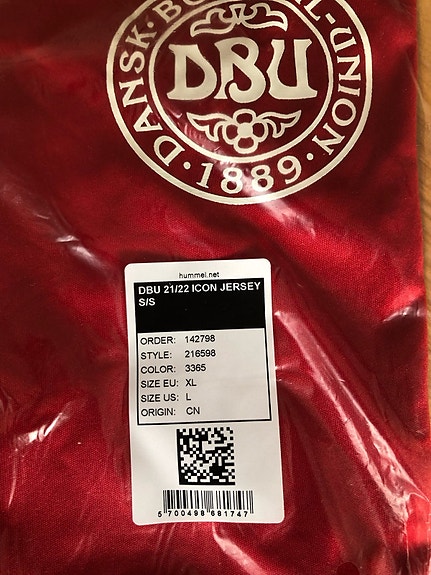 DANSK · BOLDSPIL-UNION · 1889 ·
DBU
hummel.net
DBU 21/22 ICON JERSEY
S/S
ORDER: 142798
STYLE: 216598
COLOR: 3365
SIZE EU: XL
SIZE US: L
ORIGIN: CN
5 700498 681747